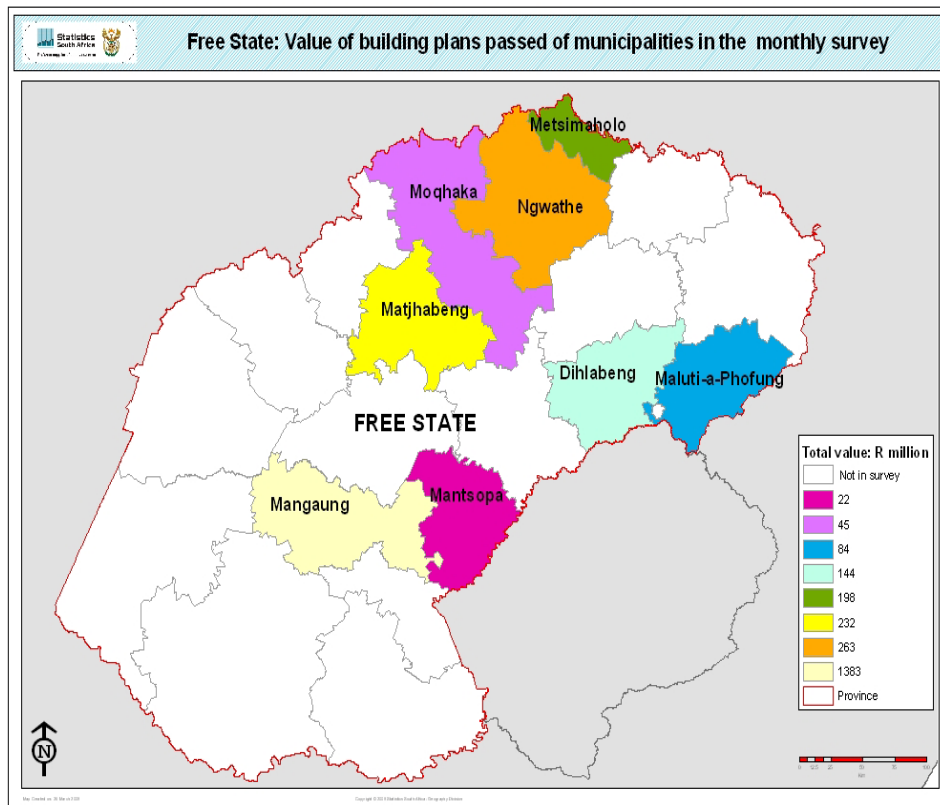 Statistics
South Africa
Free State: Value of building plans passed of municipalities in the monthly survey
Metsimaholo
Moqhaka
Ngwathe
Matjhabeng
Dihlabeng
Maluti-a-Phofung
FREE STATE
Mantsopa
Mangaung
Total value: R million
Not in survey
22
45
84
144
198
232
263
1383
Province
N